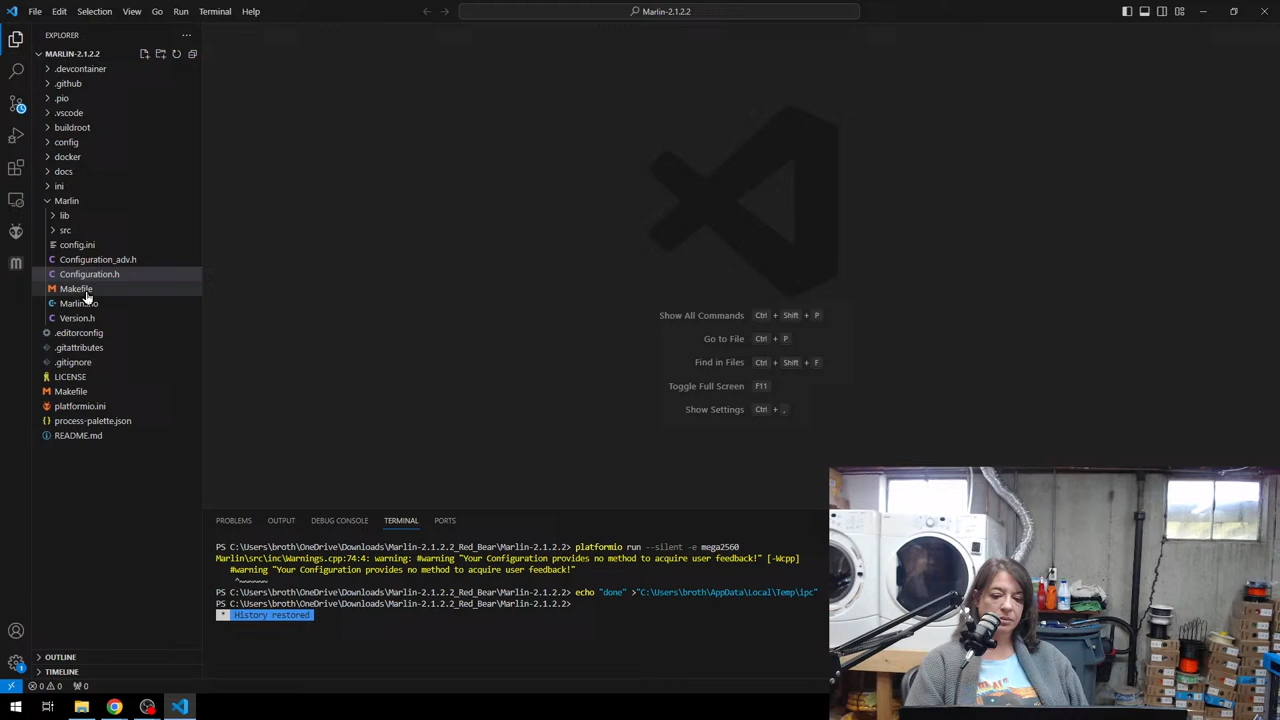 File Edit Selection View Go Run Terminal Help
Marlin-2.1.2.2
EXPLORER
MARLIN-2.1.2.2
.devcontainer
.github
.pio
.vscode
buildroot
config
docker
docs
ini
Marlin
lib
src
config.ini
C Configuration_adv.h
C Configuration.h
M Makefile
Marlin.ino
C Version.h
.editorconfig
.gitattributes
.gitignore
LICENSE
M Makefile
platformio.ini
{} process-palette.json
README.md
OUTLINE
TIMELINE
Show All Commands Ctrl + Shift + P
Go to File Ctrl + P
Find in Files Ctrl + Shift + F
Toggle Full Screen F11
Show Settings Ctrl + ,
PROBLEMS OUTPUT DEBUG CONSOLE TERMINAL PORTS
PS C:\Users\broth\OneDrive\Downloads\Marlin-2.1.2.2_Red_Bear\Marlin-2.1.2.2> platformio run --silent -e mega2560
Marlin\src\inc\Warnings.cpp:74:4: warning: #warning "Your Configuration provides no method to acquire user feedback!" [-Wcpp]
#warning "Your Configuration provides no method to acquire user feedback!"
^~~~~~~
PS C:\Users\broth\OneDrive\Downloads\Marlin-2.1.2.2_Red_Bear\Marlin-2.1.2.2> echo "done" >"C:\Users\broth\AppData\Local\Temp\ipc"
PS C:\Users\broth\OneDrive\Downloads\Marlin-2.1.2.2_Red_Bear\Marlin-2.1.2.2>
* History restored
1
0 0 0